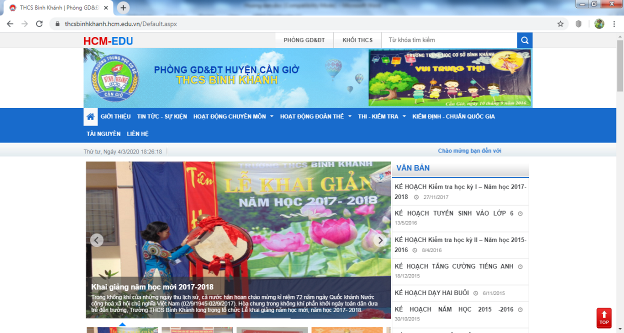 THCS Bình Khánh | Phòng GD&
thcsbinhkhanh.hcm.edu.vn/Default.aspx
HCM-EDU
PHÒNG GD&ĐT
KHỐI THCS
Từ khóa tìm kiếm
PHÒNG GD&ĐT HUYỆN CẦN GIỜ
THCS BÌNH KHÁNH
TRƯỜNG TRUNG HỌC CƠ SỞ BÌNH KHÁNH
VUI TRUNG THU
GIỚI THIỆU
TIN TỨC - SỰ KIỆN
HOẠT ĐỘNG CHUYÊN MÔN
HOẠT ĐỘNG ĐOÀN THỂ
THI - KIỂM TRA
KIỂM ĐỊNH - CHUẨN QUỐC GIA
TÀI NGUYÊN
LIÊN HỆ
Thứ tư, Ngày 4/3/2020 18:26:18
Chào mừng bạn đến với
BÌNH KHÁNH
LỄ KHAI GIẢNG
NĂM HỌC 2017- 2018
Khai giảng năm học mới 2017-2018
Trong không khí của những ngày thu lịch sử, cả nước hân hoan chào mừng kỉ niệm 72 năm ngày Quốc khánh Nước
cộng hoà xã hội chủ nghĩa Việt Nam (02/9/1945-02/9/2017). Hòa chung trong không khí phấn khởi ngày toàn dân đưa
trẻ đến trường, Trường THCS Bình Khánh long trọng tổ chức Lễ khai giảng năm học mới, năm học 2017- 2018.
VĂN BẢN
KẾ HOẠCH Kiểm tra học kỳ I – Năm học 2017-
2018 27/11/2017
KẾ HOẠCH TUYỂN SINH VÀO LỚP 6
11/5/2016
KẾ HOẠCH Kiểm tra học kỳ II – Năm học 2015-
2016 6/4/2016
KẾ HOẠCH TĂNG CƯỜNG TIẾNG ANH
18/12/2015
KẾ HOẠCH DẠY HAI BUỔI 6/11/2015
KẾ HOẠCH NĂM HỌC 2015 -2016
30/10/2015
TOP